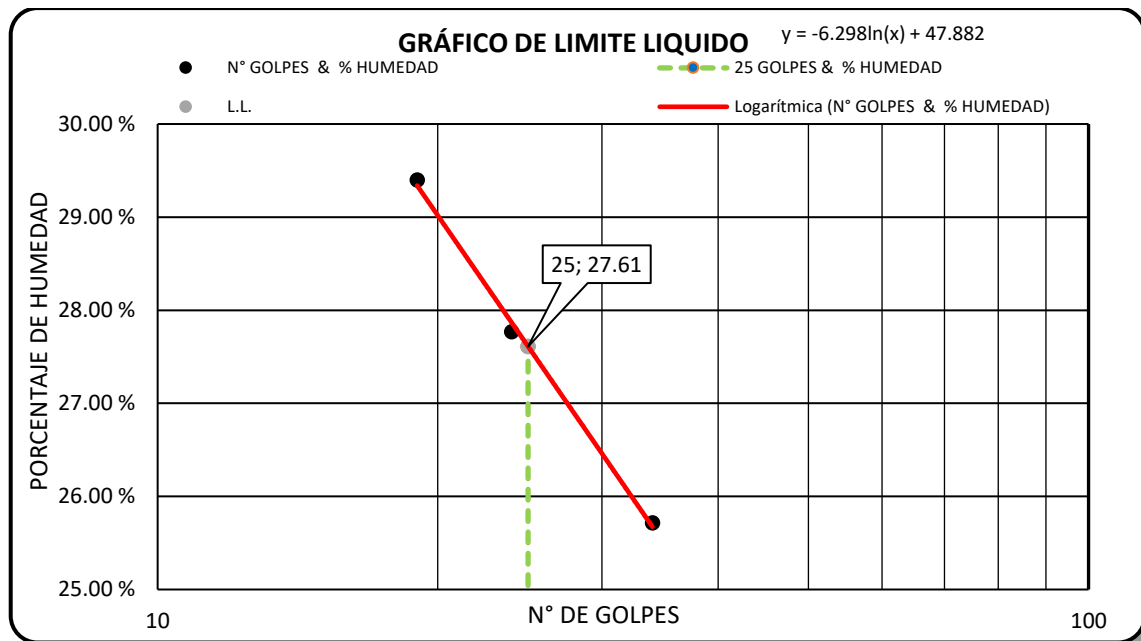 GRÁFICO DE LIMITE LIQUIDO
y = -6.298ln(x) + 47.882
N° GOLPES & % HUMEDAD
25 GOLPES & % HUMEDAD
L.L.
Logarítmica (N° GOLPES & % HUMEDAD)
30.00 %
29.00 %
28.00 %
27.00 %
26.00 %
25.00 %
PORCENTAJE DE HUMEDAD
25; 27.61
10
N° DE GOLPES
100